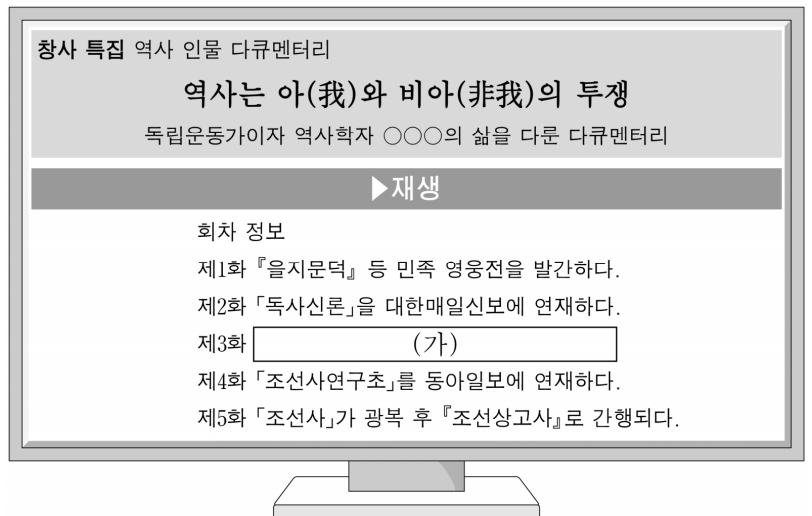 창사 특집 역사 인물 다큐멘터리
역사는 아(我)와 비아(非我)의 투쟁
독립운동가이자 역사학자 ○○○의 삶을 다룬 다큐멘터리
▶재생
회차 정보
제1화 『을지문덕』 등 민족 영웅전을 발간하다.
제2화 「독사신론」을 대한매일신보에 연재하다.
제3화 (가)
제4화 「조선사연구초」를 동아일보에 연재하다.
제5화 「조선사」가 광복 후 『조선상고사』로 간행되다.